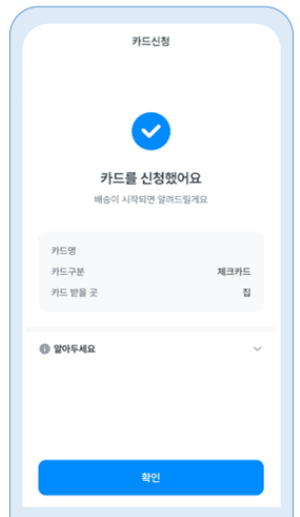 카드신청
카드를 신청했어요
배송이 시작되면 알려드릴게요
카드명
카드구분 체크카드
카드 받을 곳 집
알아두세요
확인